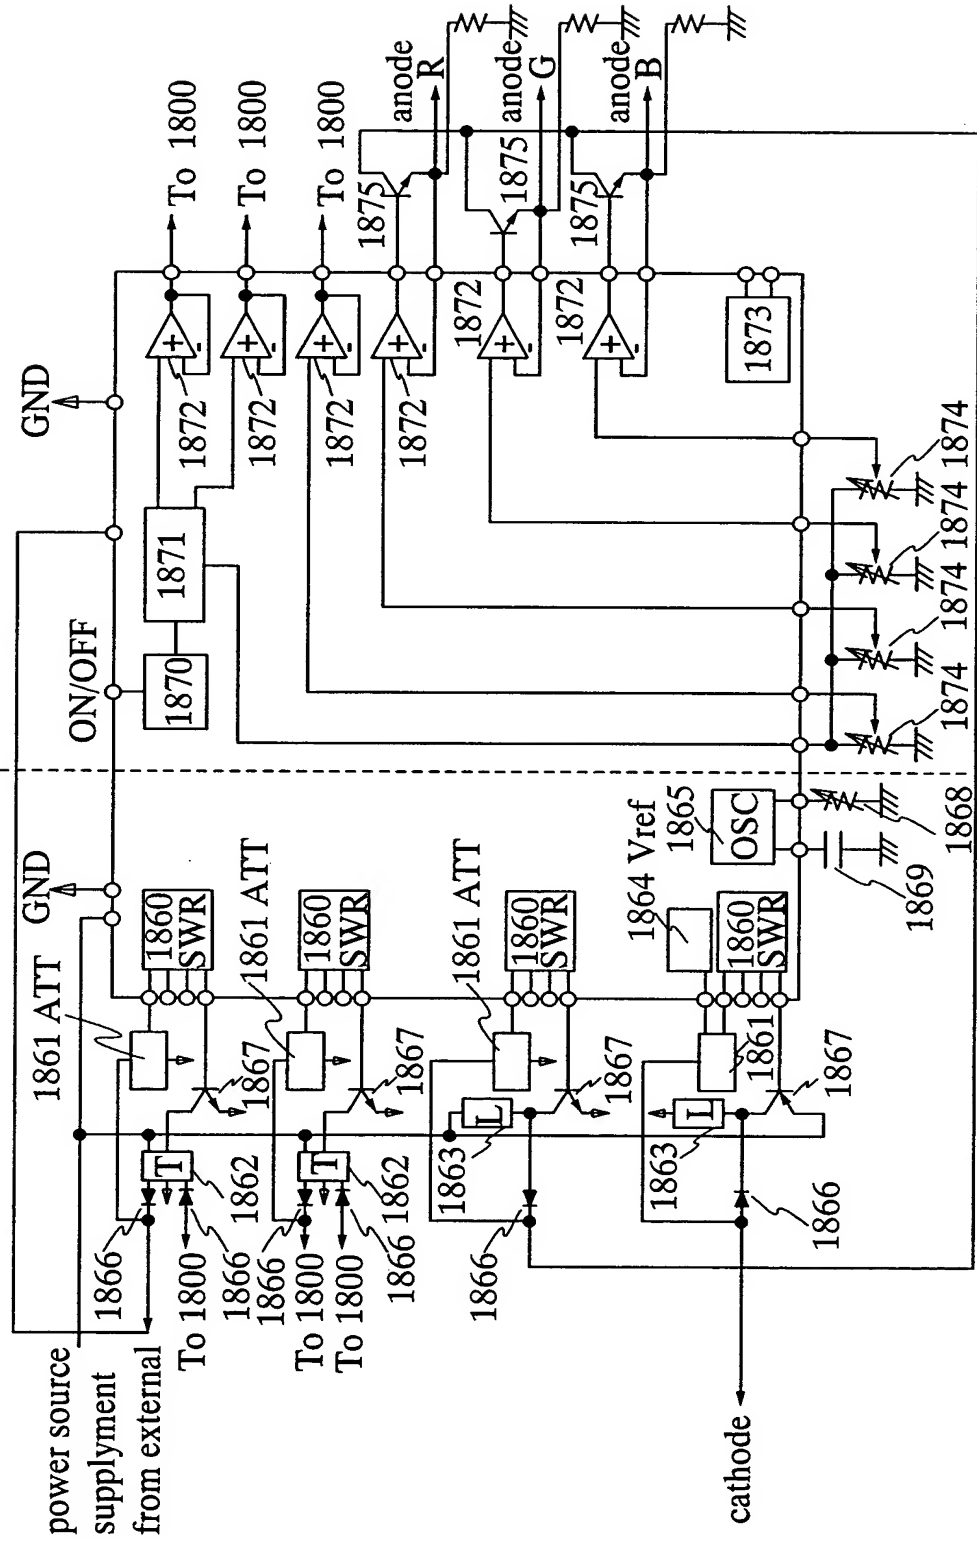 power source
supplyment
from external
To 1800
To 1800
To 1800
cathode
1866
1866
1866
1866
1866
1866
1862
1862
T
T
1863
L
1863
L
1867
1867
1867
1867
1861 ATT
1861 ATT
1861 ATT
1861
GND
1860
SWR
1860
SWR
1860
SWR
1860
SWR
1864 Vref
1865
OSC
1869
1868
ON/OFF
1870
1871
GND
1872
1872
1872
1872
1872
1872
+
-
+
-
+
-
+
-
+
-
+
-
1873
1874
1874
1874
1874
1875
1875
1875
To 1800
To 1800
To 1800
anode
R
anode
G
anode
B